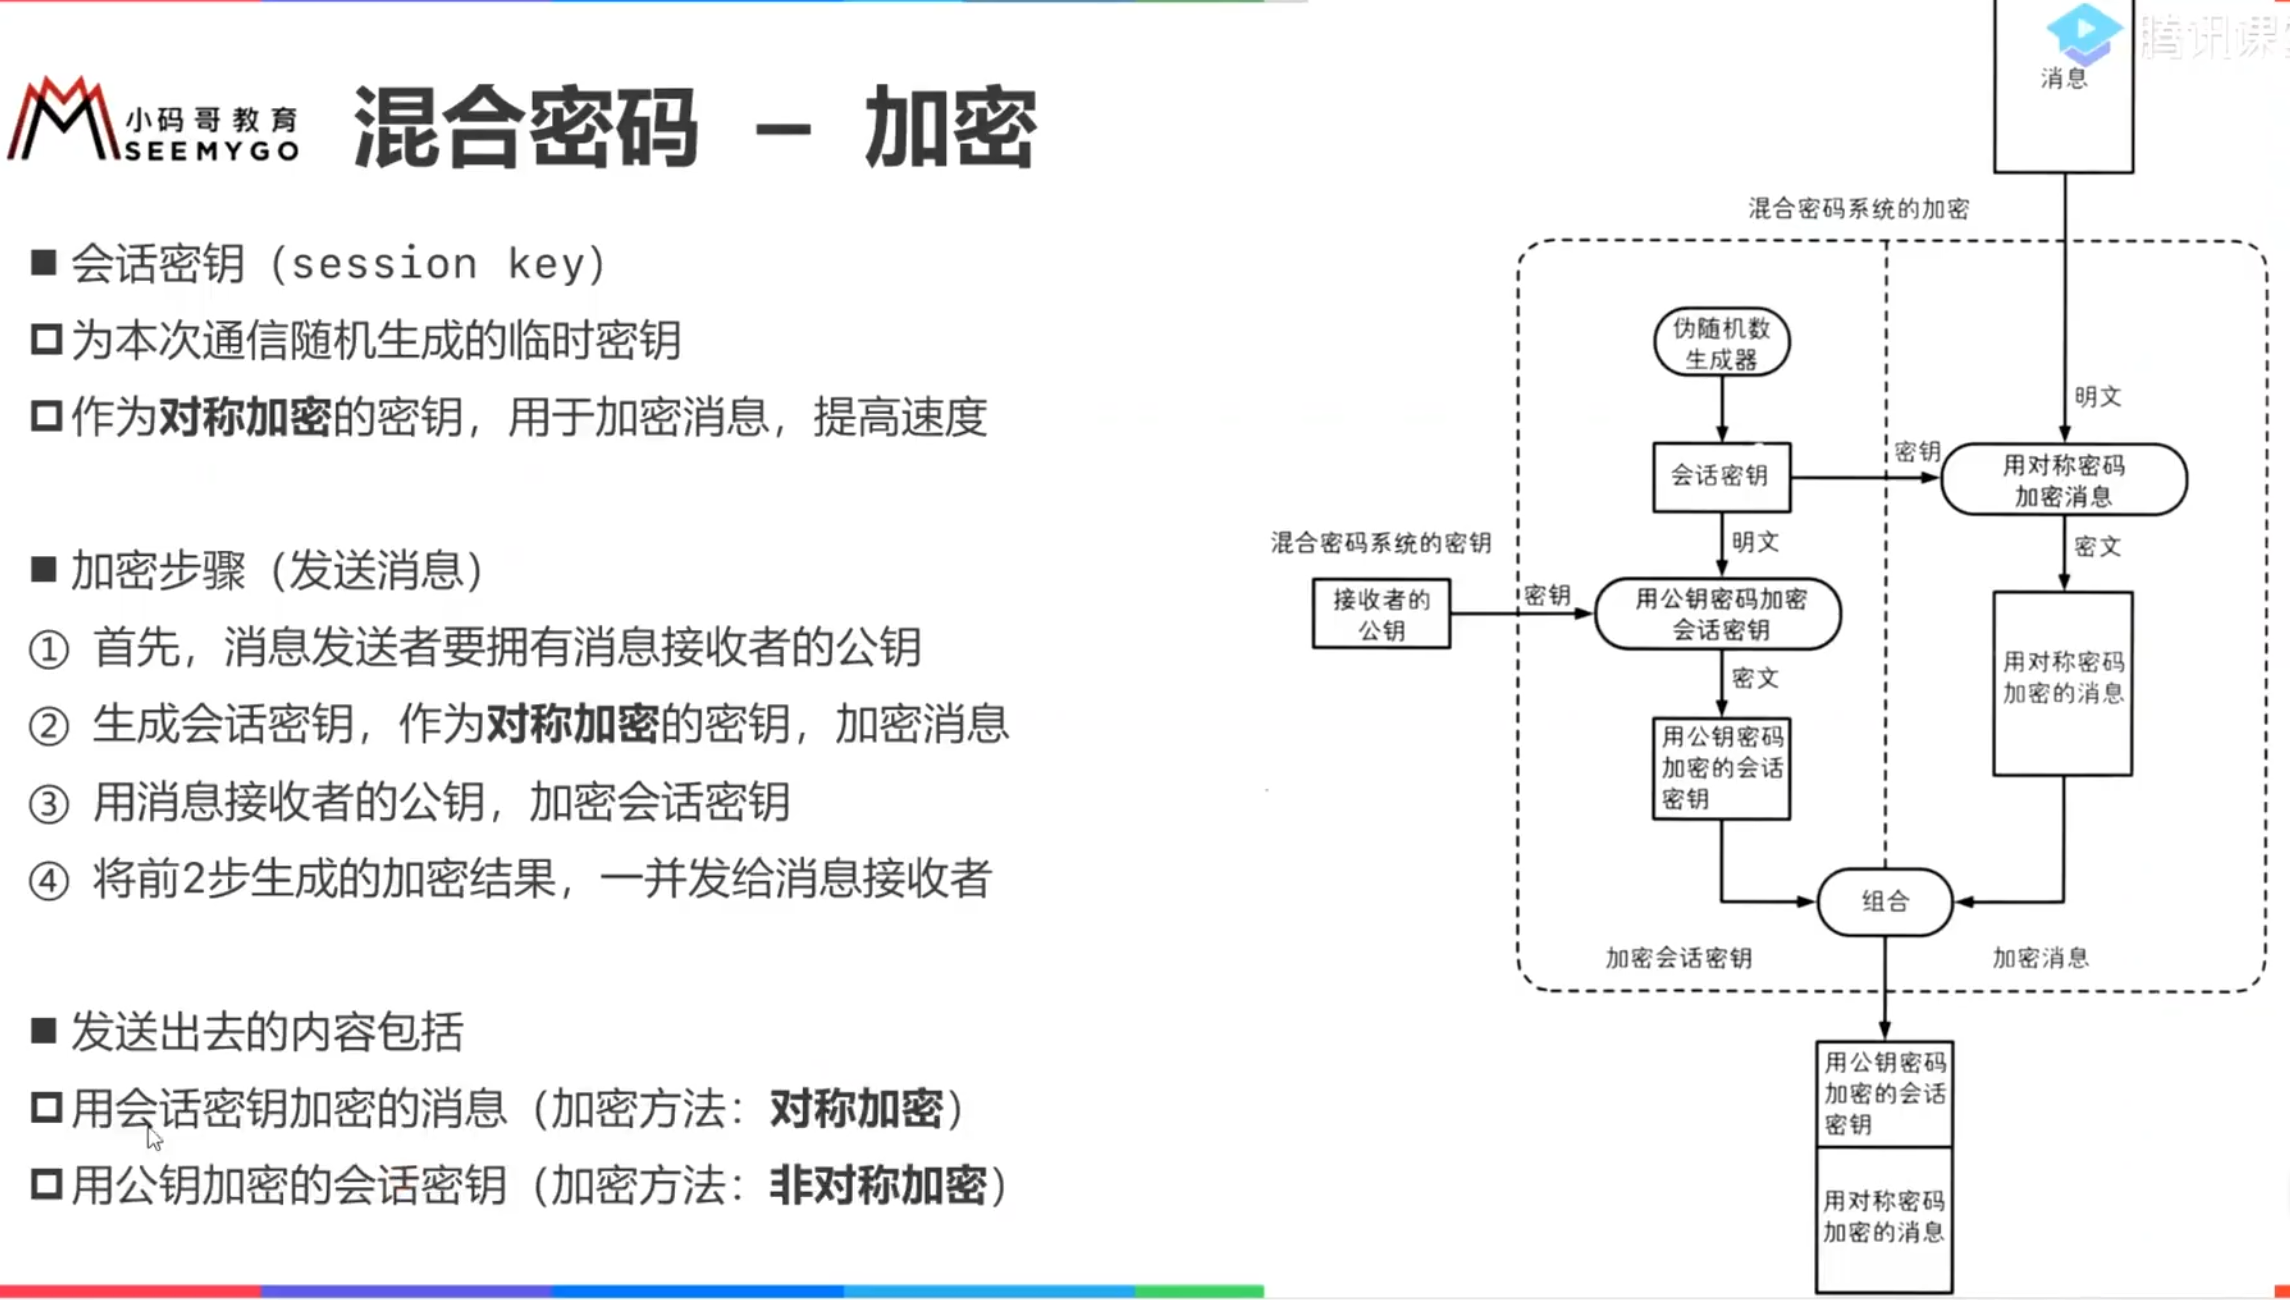 小码哥教育
SEEMYGO
混合密码 - 加密
会话密钥（session key）
为本次通信随机生成的临时密钥
作为对称加密的密钥，用于加密消息，提高速度
加密步骤（发送消息）
① 首先，消息发送者要拥有消息接收者的公钥
② 生成会话密钥，作为对称加密的密钥，加密消息
③ 用消息接收者的公钥，加密会话密钥
④ 将前2步生成的加密结果，一并发给消息接收者
发送出去的内容包括
用会话密钥加密的消息（加密方法：对称加密）
用公钥加密的会话密钥（加密方法：非对称加密）
腾讯课
消息
混合密码系统的加密
伪随机数
生成器
明文
会话密钥
密钥
用对称密码
加密消息
明文
密文
混合密码系统的密钥
接收者的
公钥
密钥
用公钥密码加密
会话密钥
密文
用对称密码
加密的消息
用公钥密码
加密的会话
密钥
组合
加密会话密钥
加密消息
用公钥密码
加密的会话
密钥
用对称密码
加密的消息